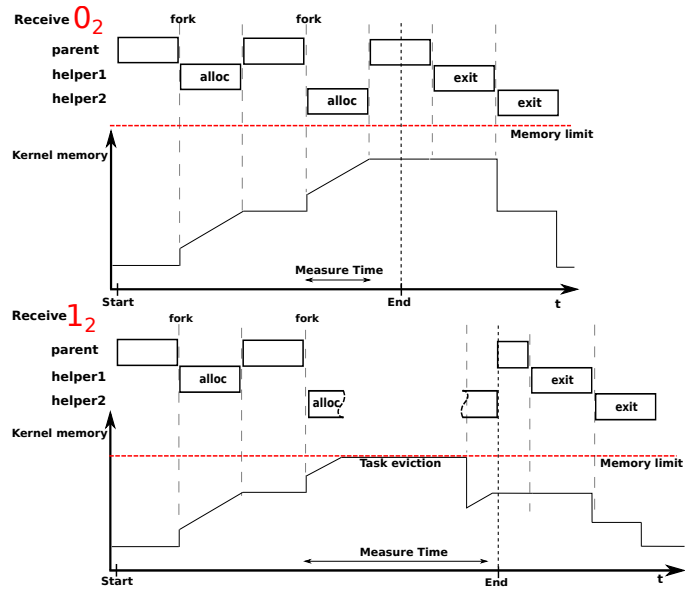 Receive 0₂
fork fork
parent
helper1 alloc exit
helper2 alloc exit
Memory limit
Kernel memory
Measure Time
Start End t
Receive 1₂
fork fork
parent
helper1 alloc exit
helper2 alloc exit
Kernel memory
Task eviction Memory limit
Measure Time
Start End t